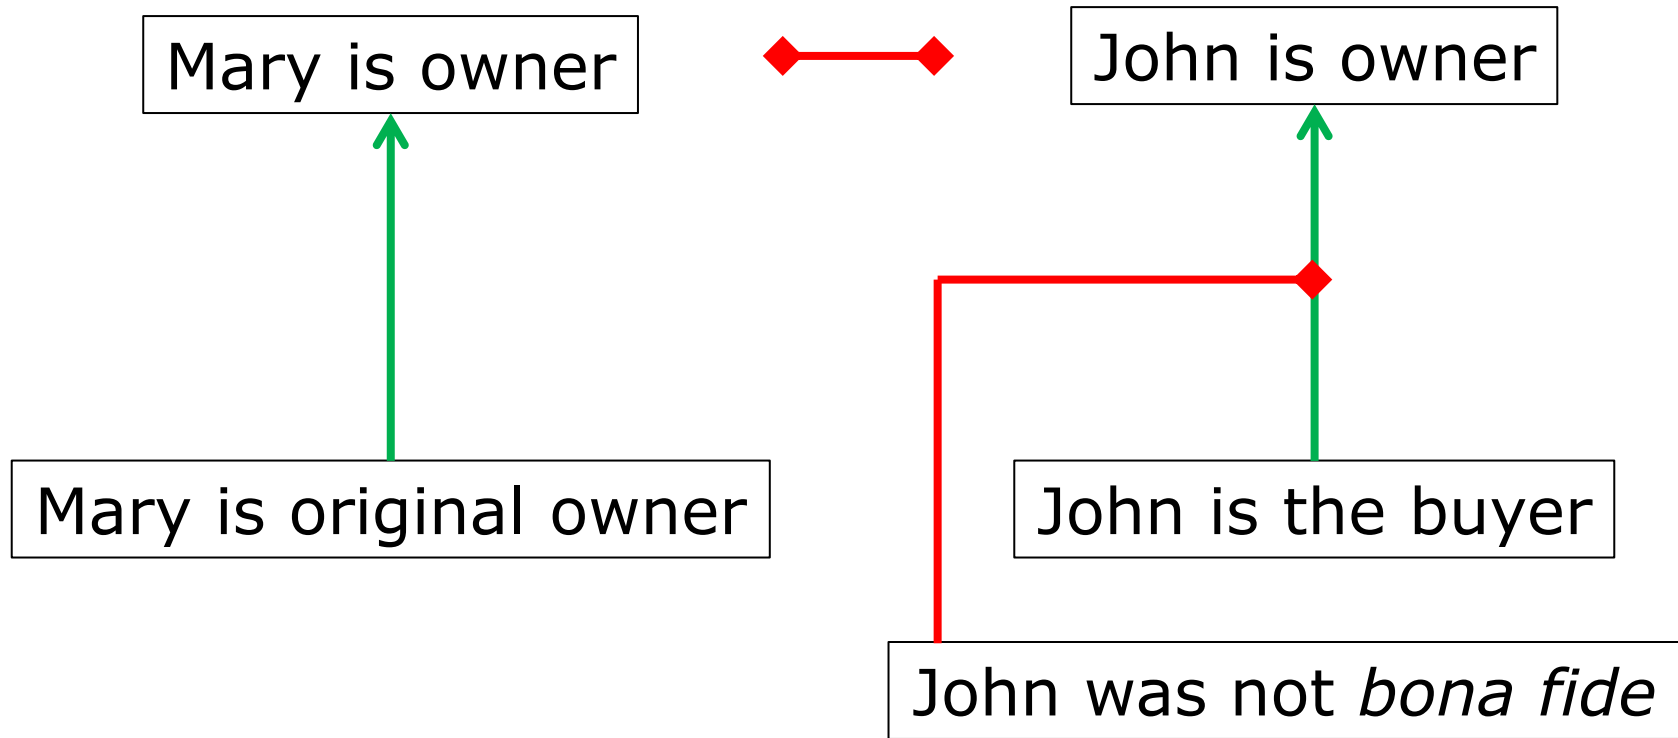 Mary is owner
John is owner
Mary is original owner
John is the buyer
John was not bona fide